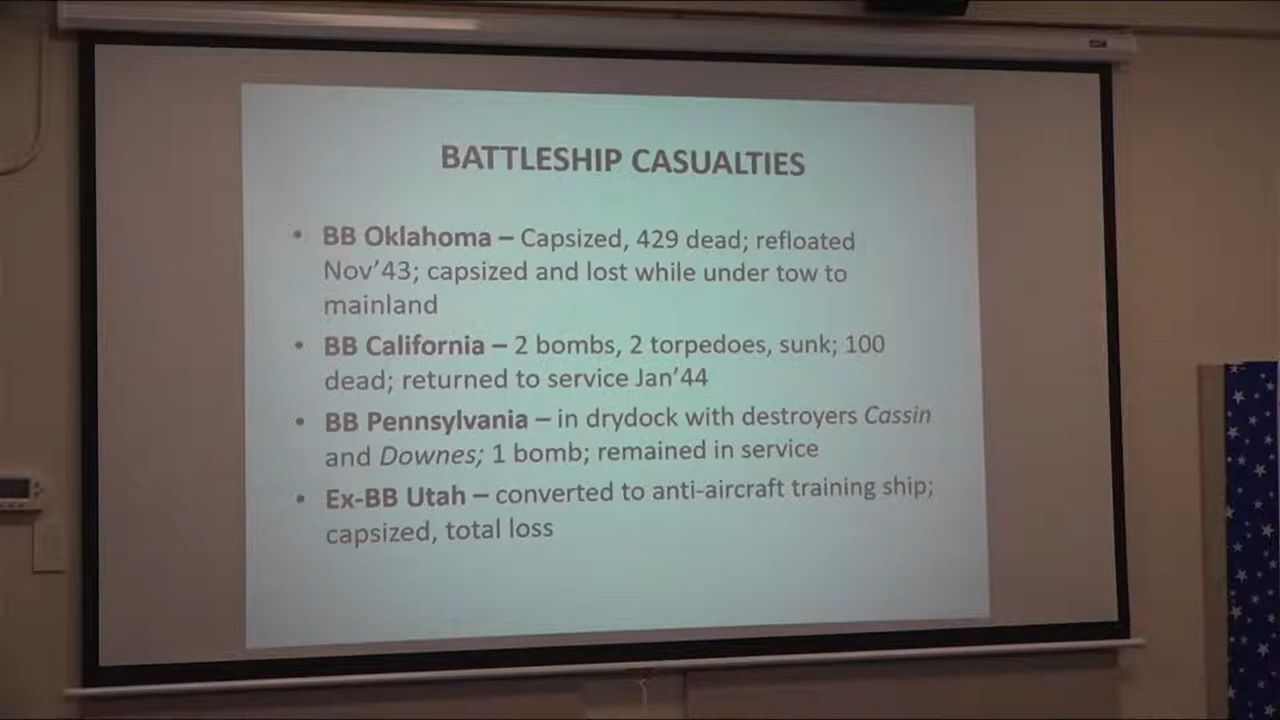 BATTLESHIP CASUALTIES
• BB Oklahoma – Capsized, 429 dead; refloated
Nov'43; capsized and lost while under tow to
mainland
• BB California – 2 bombs, 2 torpedoes, sunk; 100
dead; returned to service Jan'44
• BB Pennsylvania – in drydock with destroyers Cassin
and Downes; 1 bomb; remained in service
• Ex-BB Utah – converted to anti-aircraft training ship;
capsized, total loss